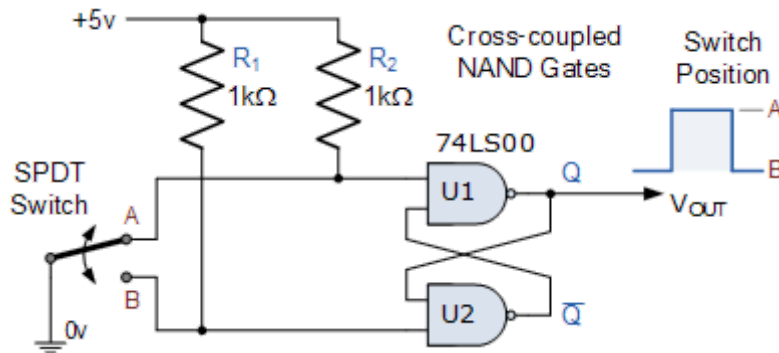 +5v
Cross-coupled
NAND Gates
Switch
Position
R1
1kΩ
R2
1kΩ
A
B
74LS00
SPDT
Switch
A
B
0v
U1
Q
VOUT
U2
Q̅